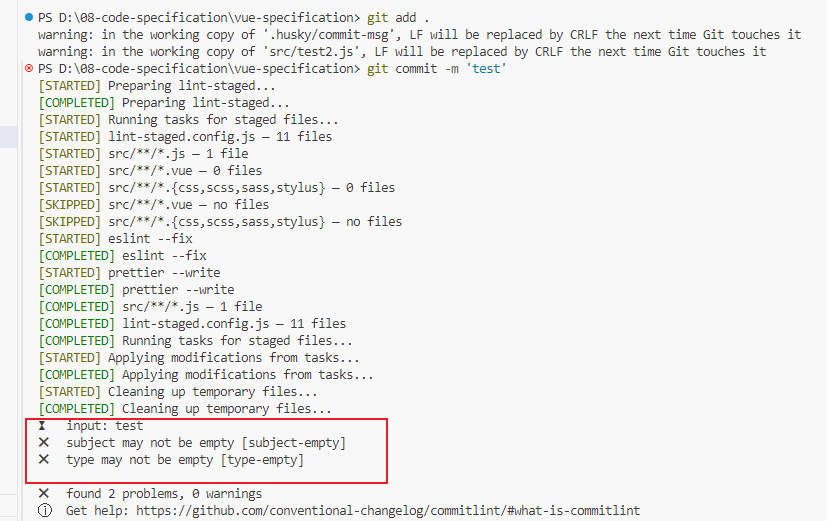 PS D:\08-code-specification\vue-specification> git add .
warning: in the working copy of '.husky/commit-msg', LF will be replaced by CRLF the next time Git touches it
warning: in the working copy of 'src/test2.js', LF will be replaced by CRLF the next time Git touches it
PS D:\08-code-specification\vue-specification> git commit -m 'test'
[STARTED] Preparing lint-staged...
[COMPLETED] Preparing lint-staged...
[STARTED] Running tasks for staged files...
[STARTED] lint-staged.config.js — 11 files
[STARTED] src/**/*.js — 1 file
[STARTED] src/**/*.vue — 0 files
[STARTED] src/**/*.{css,scss,sass,stylus} — 0 files
[SKIPPED] src/**/*.vue — no files
[SKIPPED] src/**/*.{css,scss,sass,stylus} — no files
[STARTED] eslint --fix
[COMPLETED] eslint --fix
[STARTED] prettier --write
[COMPLETED] prettier --write
[COMPLETED] src/**/*.js — 1 file
[COMPLETED] lint-staged.config.js — 11 files
[COMPLETED] Running tasks for staged files...
[STARTED] Applying modifications from tasks...
[COMPLETED] Applying modifications from tasks...
[STARTED] Cleaning up temporary files...
[COMPLETED] Cleaning up temporary files...
⧗ input: test
✖ subject may not be empty [subject-empty]
✖ type may not be empty [type-empty]
✖ found 2 problems, 0 warnings
ⓘ Get help: https://github.com/conventional-changelog/commitlint/#what-is-commitlint